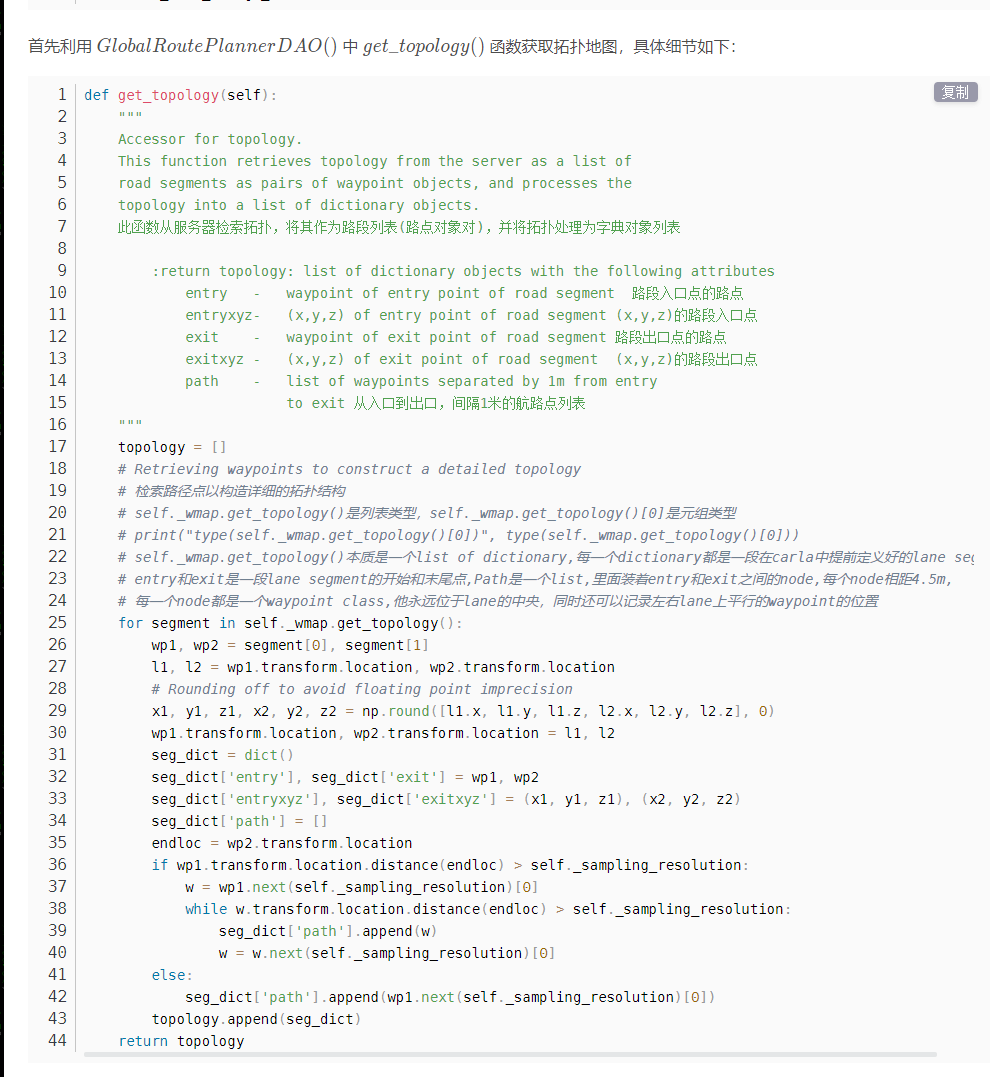 首先利用 GlobalRoutePlannerDAO() 中 get_topology() 函数获取拓扑地图，具体细节如下：
复制
1 def get_topology(self):
2     """
3     Accessor for topology.
4     This function retrieves topology from the server as a list of
5     road segments as pairs of waypoint objects, and processes the
6     topology into a list of dictionary objects.
7     此函数从服务器检索拓扑，将其作为路段列表(路点对象对)，并将拓扑处理为字典对象列表
8
9         :return topology: list of dictionary objects with the following attributes
10             entry   -   waypoint of entry point of road segment  路段入口点的路点
11             entryxyz-   (x,y,z) of entry point of road segment (x,y,z)的路段入口点
12             exit    -   waypoint of exit point of road segment 路段出口点的路点
13             exitxyz -   (x,y,z) of exit point of road segment  (x,y,z)的路段出口点
14             path    -   list of waypoints separated by 1m from entry
15                         to exit 从入口到出口，间隔1米的航路点列表
16     """
17     topology = []
18     # Retrieving waypoints to construct a detailed topology
19     # 检索路径点以构造详细的拓扑结构
20     # self._wmap.get_topology()是列表类型，self._wmap.get_topology()[0]是元组类型
21     # print("type(self._wmap.get_topology()[0])", type(self._wmap.get_topology()[0]))
22     # self._wmap.get_topology()本质是一个list of dictionary,每一个dictionary都是一段在carla中提前定义好的lane seg
23     # entry和exit是一段lane segment的开始和末尾点,Path是一个list,里面装着entry和exit之间的node,每个node相距4.5m,
24     # 每一个node都是一个waypoint class,他永远位于lane的中央，同时还可以记录左右lane上平行的waypoint的位置
25     for segment in self._wmap.get_topology():
26         wp1, wp2 = segment[0], segment[1]
27         l1, l2 = wp1.transform.location, wp2.transform.location
28         # Rounding off to avoid floating point imprecision
29         x1, y1, z1, x2, y2, z2 = np.round([l1.x, l1.y, l1.z, l2.x, l2.y, l2.z], 0)
30         wp1.transform.location, wp2.transform.location = l1, l2
31         seg_dict = dict()
32         seg_dict['entry'], seg_dict['exit'] = wp1, wp2
33         seg_dict['entryxyz'], seg_dict['exitxyz'] = (x1, y1, z1), (x2, y2, z2)
34         seg_dict['path'] = []
35         endloc = wp2.transform.location
36         if wp1.transform.location.distance(endloc) > self._sampling_resolution:
37             w = wp1.next(self._sampling_resolution)[0]
38             while w.transform.location.distance(endloc) > self._sampling_resolution:
39                 seg_dict['path'].append(w)
40                 w = w.next(self._sampling_resolution)[0]
41         else:
42             seg_dict['path'].append(wp1.next(self._sampling_resolution)[0])
43         topology.append(seg_dict)
44     return topology